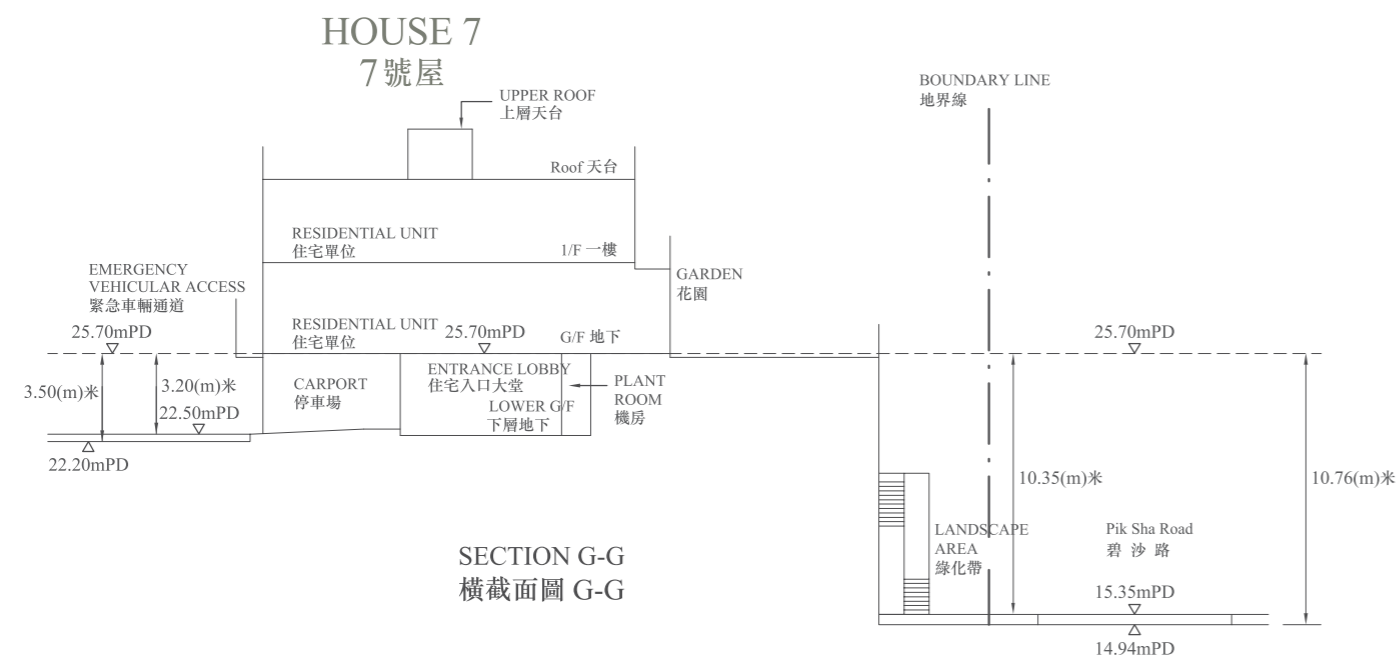 HOUSE 7
7號屋
UPPER ROOF
上層天台
BOUNDARY LINE
地界線
Roof 天台
RESIDENTIAL UNIT
住宅單位
1/F 一樓
EMERGENCY
VEHICULAR ACCESS
緊急車輛通道
GARDEN
花園
25.70mPD
RESIDENTIAL UNIT
住宅單位
25.70mPD
G/F 地下
25.70mPD
3.50(m)米
3.20(m)米
22.50mPD
22.20mPD
CARPORT
停車場
ENTRANCE LOBBY
住宅入口大堂
LOWER G/F
下層地下
PLANT
ROOM
機房
10.35(m)米
10.76(m)米
LANDSCAPE
AREA
綠化帶
Pik Sha Road
碧 沙 路
15.35mPD
14.94mPD
SECTION G-G
橫截面圖 G-G